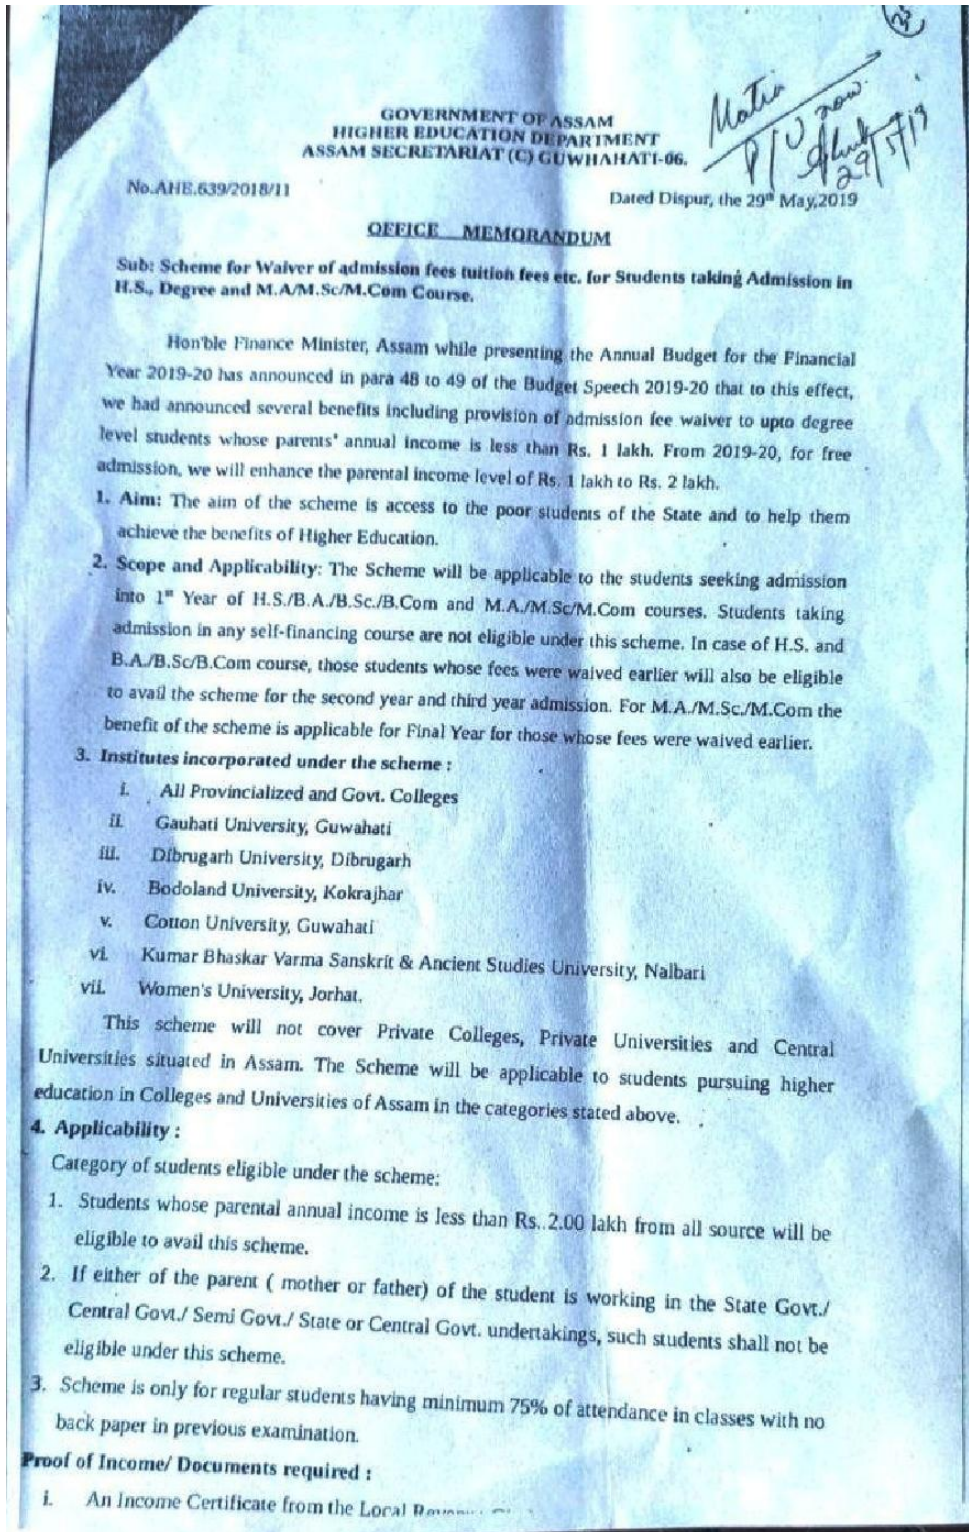 23
Matia
P/U now.
29/5/19
GOVERNMENT OF ASSAM
HIGHER EDUCATION DEPARTMENT
ASSAM SECRETARIAT (C) GUWHAHATI-06.
No.AHE.639/2018/11
Dated Dispur, the 29th May,2019
OFFICE MEMORANDUM
Sub: Scheme for Waiver of admission fees tuition fees etc. for Students taking Admission in
H.S., Degree and M.A/M.Sc/M.Com Course.
Hon'ble Finance Minister, Assam while presenting the Annual Budget for the Financial
Year 2019-20 has announced in para 48 to 49 of the Budget Speech 2019-20 that to this effect,
we had announced several benefits including provision of admission fee waiver to upto degree
level students whose parents' annual income is less than Rs. 1 lakh. From 2019-20, for free
admission, we will enhance the parental income level of Rs. 1 lakh to Rs. 2 lakh.
1. Aim: The aim of the scheme is access to the poor students of the State and to help them
achieve the benefits of Higher Education.
2. Scope and Applicability: The Scheme will be applicable to the students seeking admission
into 1st Year of H.S./B.A./B.Sc./B.Com and M.A./M.Sc/M.Com courses. Students taking
admission in any self-financing course are not eligible under this scheme. In case of H.S. and
B.A./B.Sc/B.Com course, those students whose fees were waived earlier will also be eligible
to avail the scheme for the second year and third year admission. For M.A./M.Sc./M.Com the
benefit of the scheme is applicable for Final Year for those whose fees were waived earlier.
3. Institutes incorporated under the scheme :
i. All Provincialized and Govt. Colleges
ii. Gauhati University, Guwahati
iii. Dibrugarh University, Dibrugarh
iv. Bodoland University, Kokrajhar
v. Cotton University, Guwahati
vi. Kumar Bhaskar Varma Sanskrit & Ancient Studies University, Nalbari
vii. Women's University, Jorhat.
This scheme will not cover Private Colleges, Private Universities and Central
Universities situated in Assam. The Scheme will be applicable to students pursuing higher
education in Colleges and Universities of Assam in the categories stated above.
4. Applicability :
Category of students eligible under the scheme:
1. Students whose parental annual income is less than Rs..2.00 lakh from all source will be
eligible to avail this scheme.
2. If either of the parent ( mother or father) of the student is working in the State Govt./
Central Govt./ Semi Govt./ State or Central Govt. undertakings, such students shall not be
eligible under this scheme.
3. Scheme is only for regular students having minimum 75% of attendance in classes with no
back paper in previous examination.
Proof of Income/ Documents required :
i. An Income Certificate from the Local